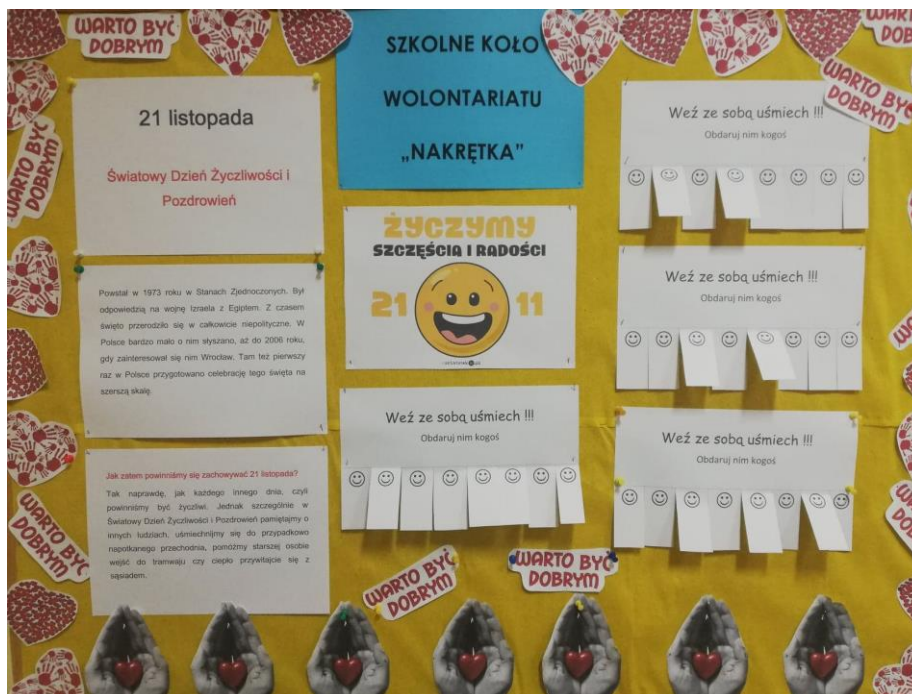 WARTO BYĆ
DOBRYM
SZKOLNE KOŁO
WOLONTARIATU
„NAKRĘTKA”
WARTO BYĆ
DOBRYM
WARTO BYĆ
DOBRYM
21 listopada
Światowy Dzień Życzliwości i
Pozdrowień
WARTO BYĆ
DOBRYM
Powstał w 1973 roku w Stanach Zjednoczonych. Był
odpowiedzią na wojnę Izraela z Egiptem. Z czasem
święto przerodziło się w całkowicie niepolityczne. W
Polsce bardzo mało o nim słyszano, aż do 2006 roku,
gdy zainteresował się nim Wrocław. Tam też pierwszy
raz w Polsce przygotowano celebrację tego święta na
szerszą skalę.
Jak zatem powinniśmy się zachowywać 21 listopada?
Tak naprawdę, jak każdego innego dnia, czyli
powinniśmy być życzliwi. Jednak szczególnie w
Światowy Dzień Życzliwości i Pozdrowień pamiętajmy o
innych ludziach, uśmiechnijmy się do przypadkowo
napotkanego przechodnia, pomóżmy starszej osobie
wejść do tramwaju czy ciepło przywitajcie się z
sąsiadem.
WARTO BYĆ
DOBRYM
ŻYCZYMY
SZCZĘŚCIA I RADOŚCI
21 11
Weź ze sobą uśmiech !!!
Obdaruj nim kogoś
Weź ze sobą uśmiech !!!
Obdaruj nim kogoś
Weź ze sobą uśmiech !!!
Obdaruj nim kogoś
Weź ze sobą uśmiech !!!
Obdaruj nim kogoś
WARTO BYĆ
DOBRYM
WARTO BYĆ
DOBRYM